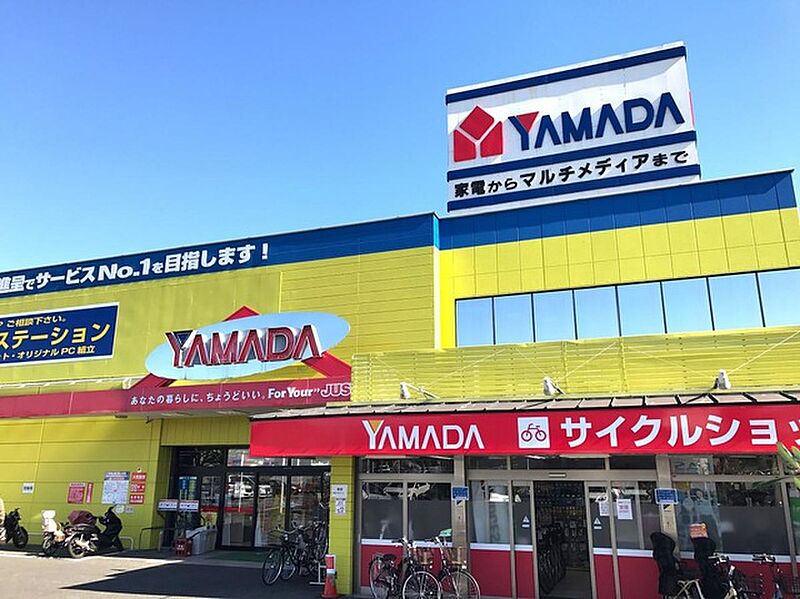 YAMADA
家電からマルチメディアまで
進呈でサービスNo.1を目指します!
ご相談下さい。
ステーション
ート・オリジナルPC 組立
YAMADA
あなたの暮らしに、ちょうどいい。For Your"JUS
YAMADA サイクルショッ